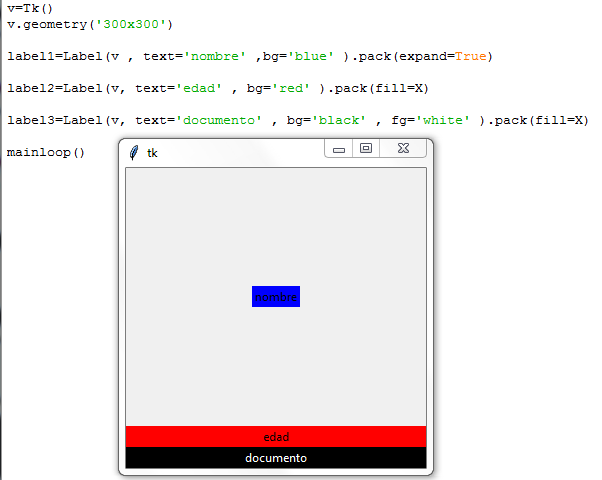 v=Tk()
v.geometry('300x300')
label1=Label(v , text='nombre' ,bg='blue' ).pack(expand=True)
label2=Label(v, text='edad' , bg='red' ).pack(fill=X)
label3=Label(v, text='documento' , bg='black' , fg='white' ).pack(fill=X)
mainloop()
tk
nombre
edad
documento